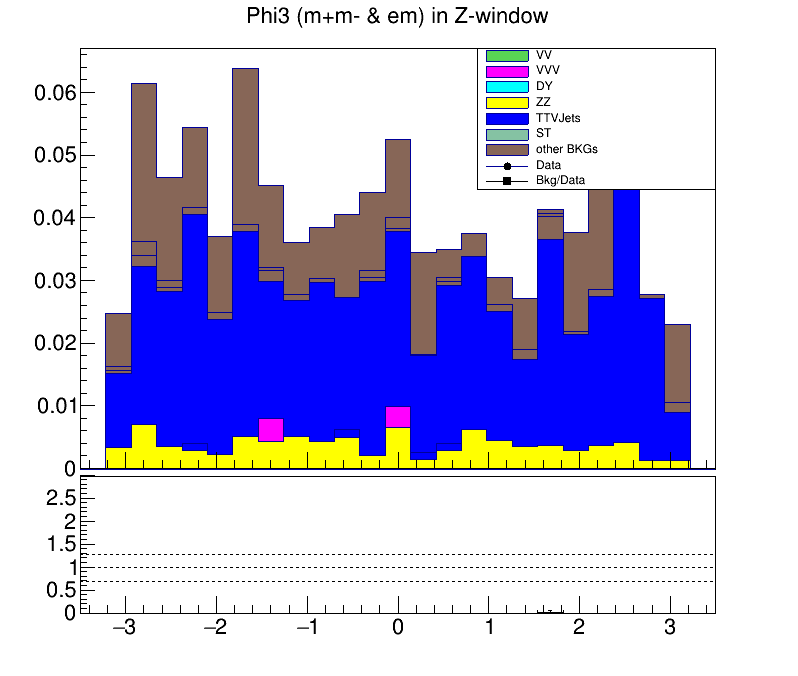 Phi3 (m+m- & em) in Z-window
VV
VVV
DY
ZZ
TTVJets
ST
other BKGs
Data
Bkg/Data
0.06
0.05
0.04
0.03
0.02
0.01
0
2.5
2
1.5
1
0.5
0
−3 −2 −1 0 1 2 3